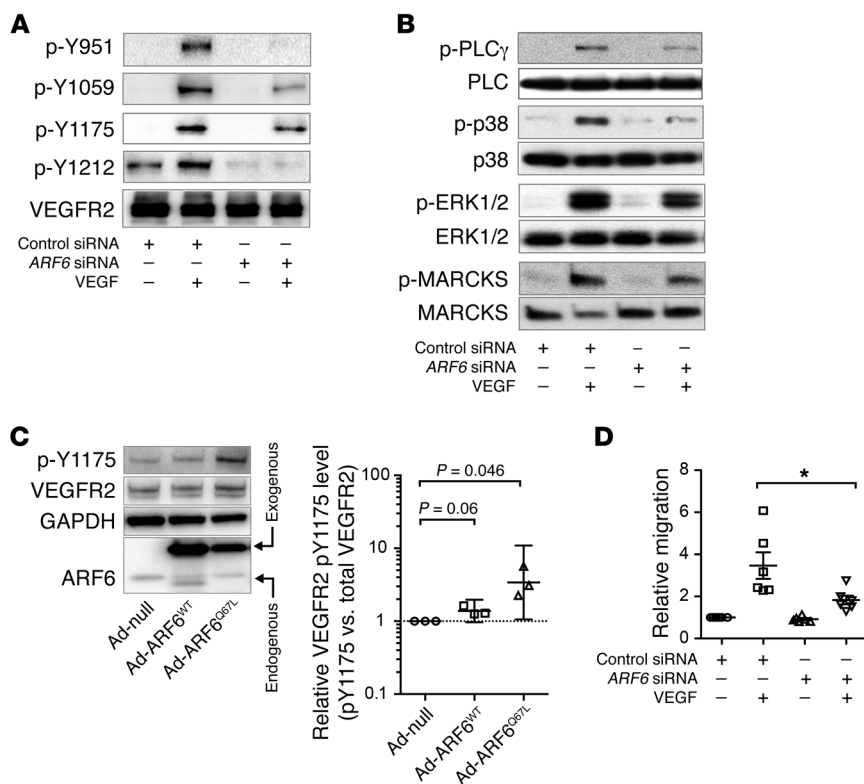 A
p-Y951
p-Y1059
p-Y1175
p-Y1212
VEGFR2
Control siRNA + + – –
ARF6 siRNA – – + +
VEGF – + – +
B
p-PLCγ
PLC
p-p38
p38
p-ERK1/2
ERK1/2
p-MARCKS
MARCKS
Control siRNA + + – –
ARF6 siRNA – – + +
VEGF – + – +
C
p-Y1175
VEGFR2
GAPDH
ARF6
Ad-null
Ad-ARF6WT
Ad-ARF6Q67L
Exogenous
Endogenous
Relative VEGFR2 pY1175 level
(pY1175 vs. total VEGFR2)
100
10
1
0.1
P = 0.046
P = 0.06
Ad-null
Ad-ARF6WT
Ad-ARF6Q67L
D
Relative migration
8
6
4
2
0
*
Control siRNA + + – –
ARF6 siRNA – – + +
VEGF – + – +